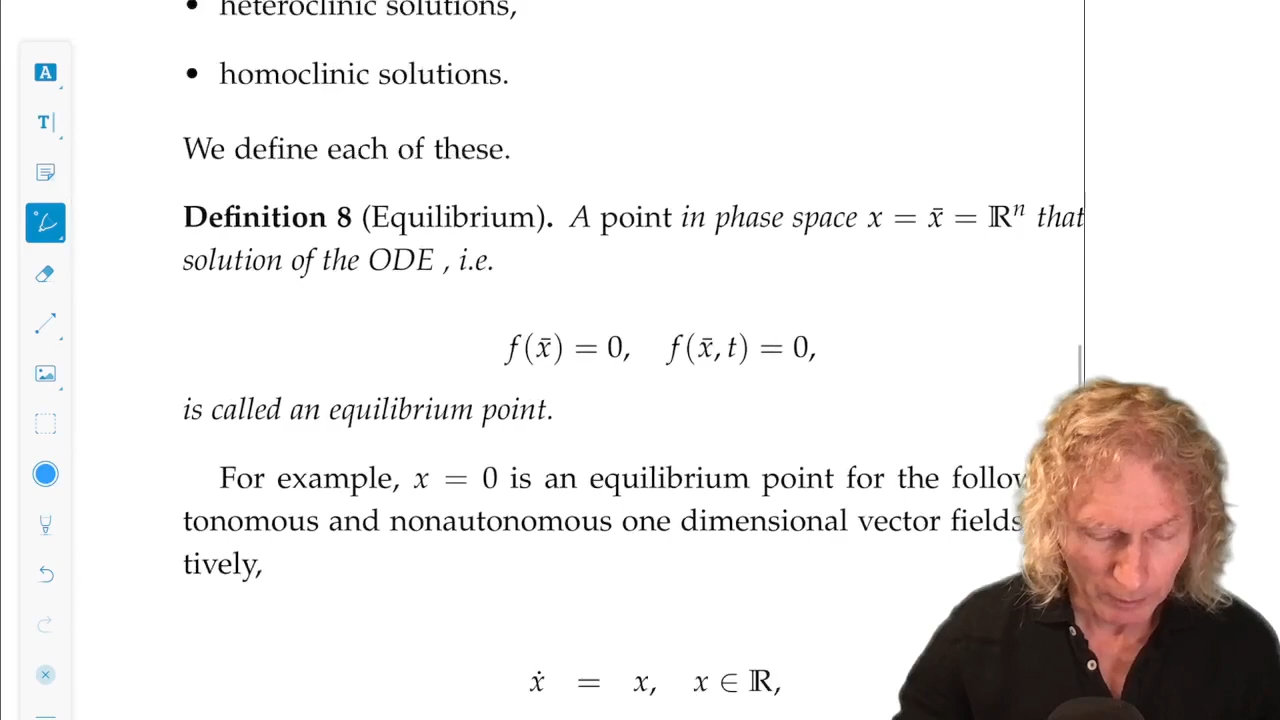 • heteroclinic solutions,
• homoclinic solutions.
We define each of these.
Definition 8 (Equilibrium). A point in phase space x = x̄ = ℝⁿ that
solution of the ODE , i.e.
f(x̄) = 0, f(x̄, t) = 0,
is called an equilibrium point.
For example, x = 0 is an equilibrium point for the
tonomous and nonautonomous one dimensional vector fields
tively,
ẋ = x, x ∈ ℝ,
A
T